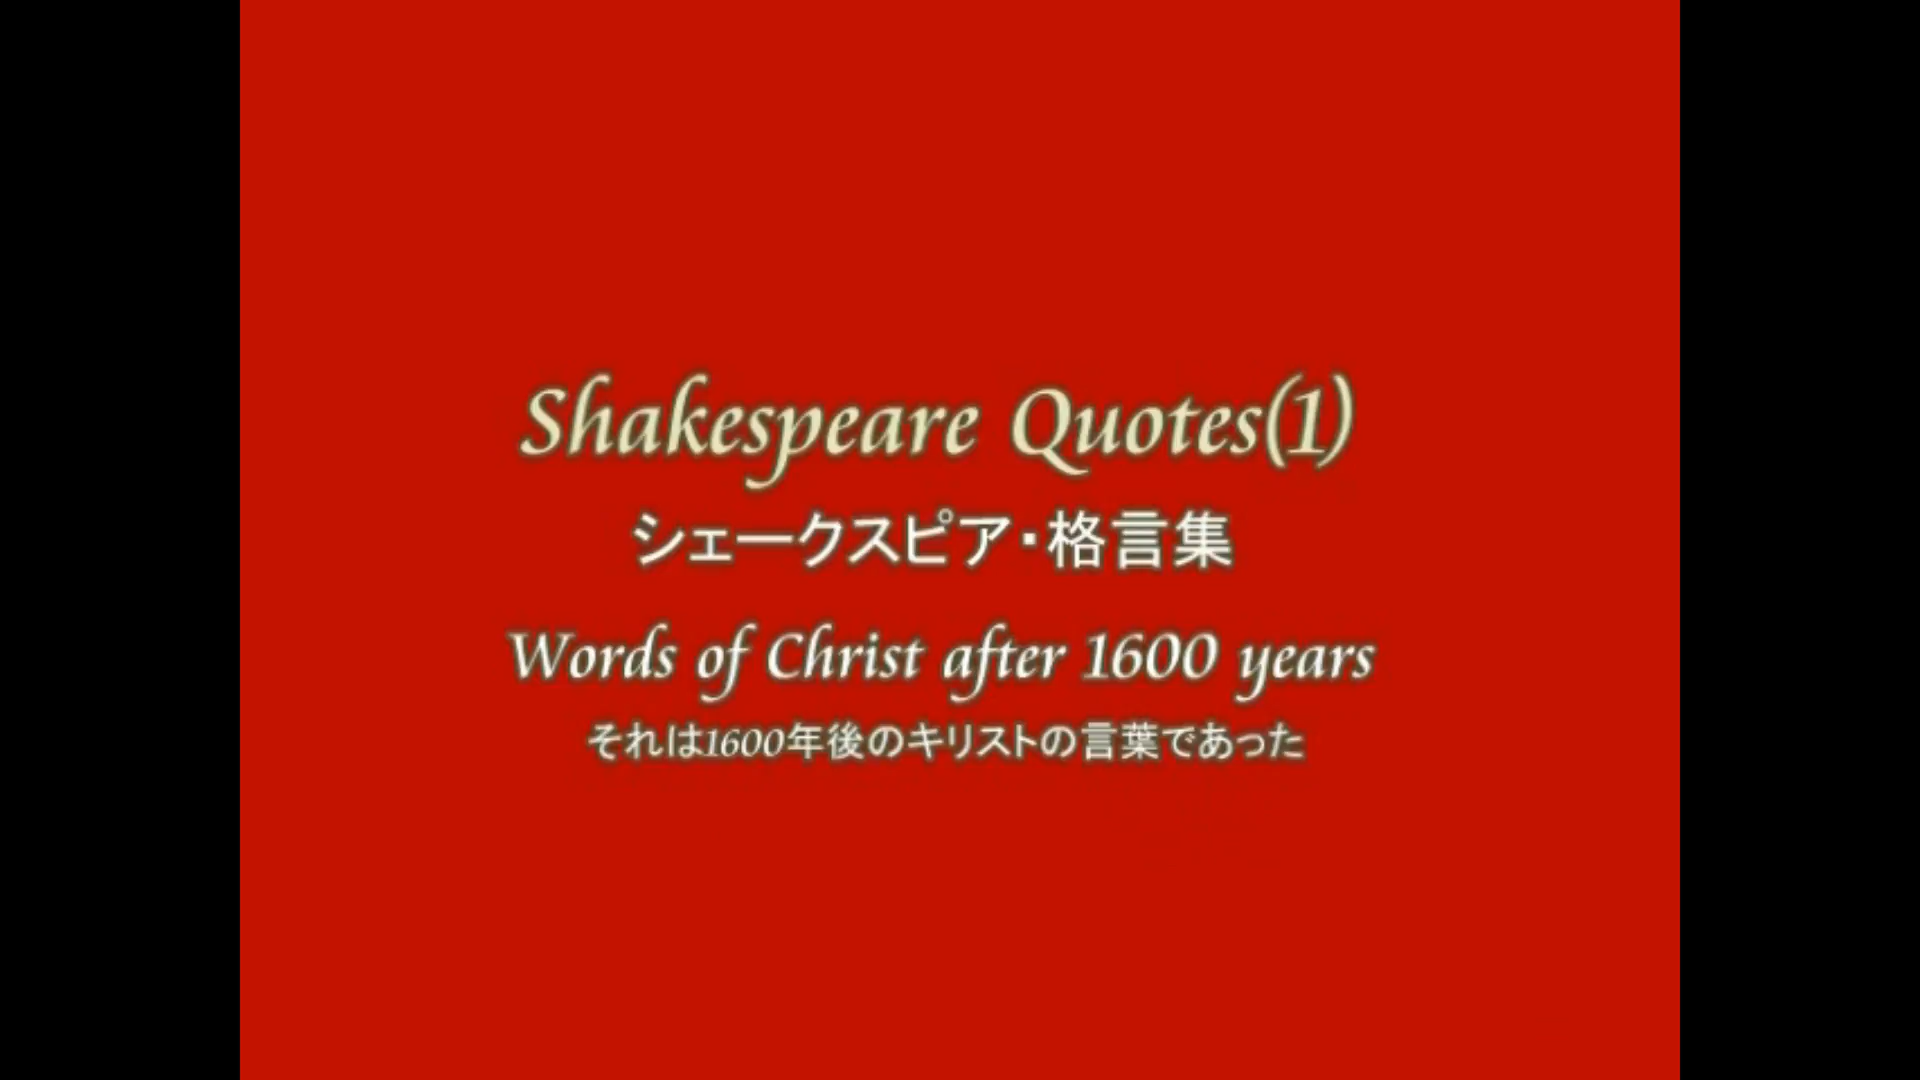 Shakespeare Quotes(1)
シェークスピア・格言集
Words of Christ after 1600 years
それは1600年後のキリストの言葉であった